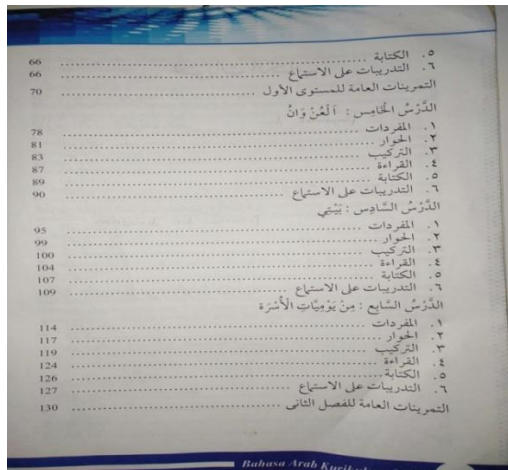 ٥. الكتابة ........................ 66
٦. التدريبات على الاستماع ........................ 66
التمرينات العامة للمستوى الأول ........................ 70
الدَّرْسُ الْخَامِس : اَلْعُنْوَانُ
١. المفردات ........................ 78
٢. الحوار ........................ 81
٣. التركيب ........................ 83
٤. القراءة ........................ 87
٥. الكتابة ........................ 89
٦. التدريبات على الاستماع ........................ 90
الدَّرْسُ السَّادِس : بَيْتِي
١. المفردات ........................ 95
٢. الحوار ........................ 99
٣. التركيب ........................ 100
٤. القراءة ........................ 104
٥. الكتابة ........................ 107
٦. التدريبات على الاستماع ........................ 109
الدَّرْسُ السَّابِع : مِنْ يَوْمِيَّاتِ الْأُسْرَة
١. المفردات ........................ 114
٢. الحوار ........................ 117
٣. التركيب ........................ 119
٤. القراءة ........................ 124
٥. الكتابة ........................ 126
٦. التدريبات على الاستماع ........................ 127
التمرينات العامة للفصل الثانى ........................ 130
Bahasa Arab